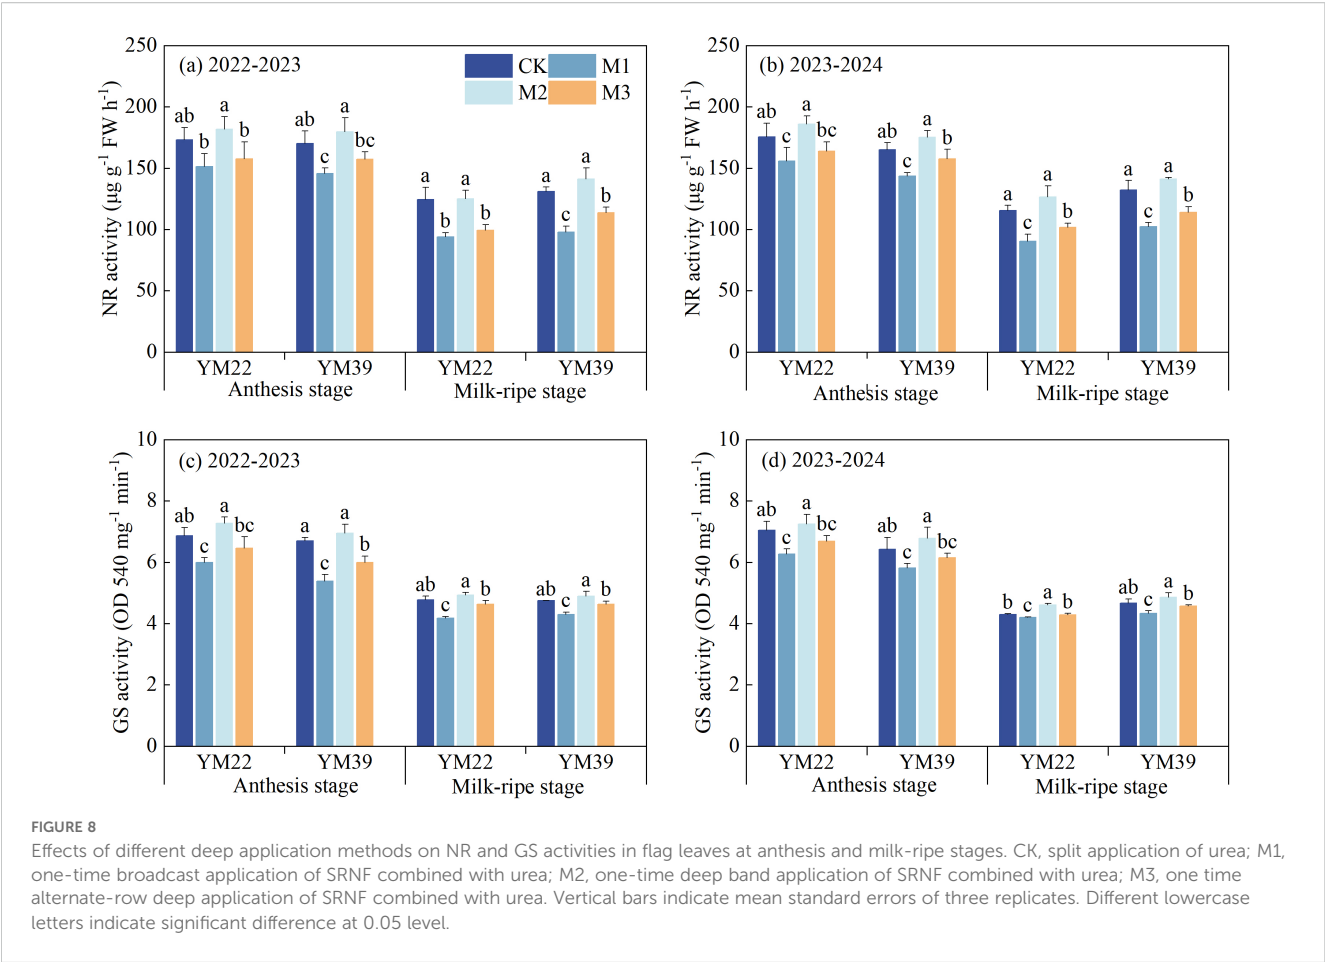 (a) 2022-2023
CK M1
M2 M3
NR activity (µg g⁻¹ FW h⁻¹)
250
200
150
100
50
0
ab b a b ab c a bc a b a b a c a b
YM22 YM39 YM22 YM39
Anthesis stage Milk-ripe stage
(b) 2023-2024
NR activity (µg g⁻¹ FW h⁻¹)
250
200
150
100
50
0
ab c a bc ab c a b a c a b a c a b
YM22 YM39 YM22 YM39
Anthesis stage Milk-ripe stage
(c) 2022-2023
GS activity (OD 540 mg⁻¹ min⁻¹)
10
8
6
4
2
0
ab c a bc a c a b ab c a b ab c a b
YM22 YM39 YM22 YM39
Anthesis stage Milk-ripe stage
(d) 2023-2024
GS activity (OD 540 mg⁻¹ min⁻¹)
10
8
6
4
2
0
ab c a bc ab c a bc b c a b ab c a b
YM22 YM39 YM22 YM39
Anthesis stage Milk-ripe stage
FIGURE 8
Effects of different deep application methods on NR and GS activities in flag leaves at anthesis and milk-ripe stages. CK, split application of urea; M1,
one-time broadcast application of SRNF combined with urea; M2, one-time deep band application of SRNF combined with urea; M3, one time
alternate-row deep application of SRNF combined with urea. Vertical bars indicate mean standard errors of three replicates. Different lowercase
letters indicate significant difference at 0.05 level.